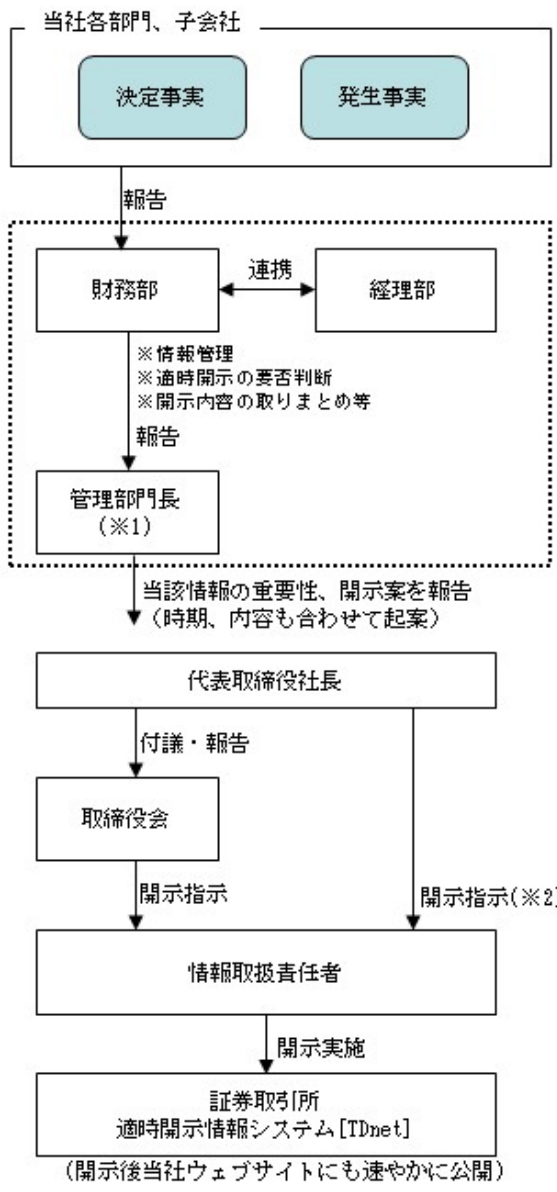 当社各部門、子会社
決定事実
発生事実
報告
財務部
連携
経理部
※情報管理
※適時開示の要否判断
※開示内容の取りまとめ等
報告
管理部門長
(※1)
当該情報の重要性、開示案を報告
(時期、内容も合わせて起案)
代表取締役社長
付議・報告
取締役会
開示指示
開示指示(※2)
情報取扱責任者
開示実施
証券取引所
適時開示情報システム[TDnet]
(開示後当社ウェブサイトにも速やかに公開)